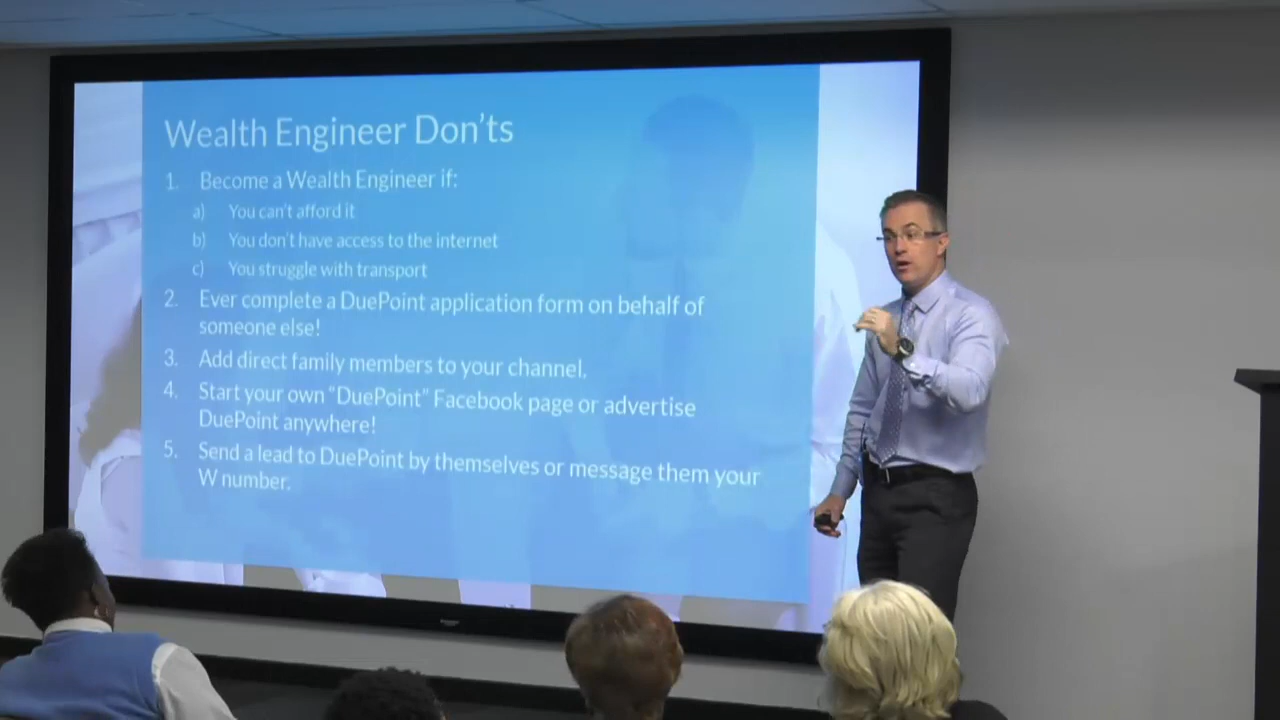 Wealth Engineer Don'ts
1. Become a Wealth Engineer if:
a) You can't afford it
b) You don't have access to the internet
c) You struggle with transport
2. Ever complete a DuePoint application form on behalf of
someone else!
3. Add direct family members to your channel.
4. Start your own “DuePoint” Facebook page or advertise
DuePoint anywhere!
5. Send a lead to DuePoint by themselves or message them your
W number.